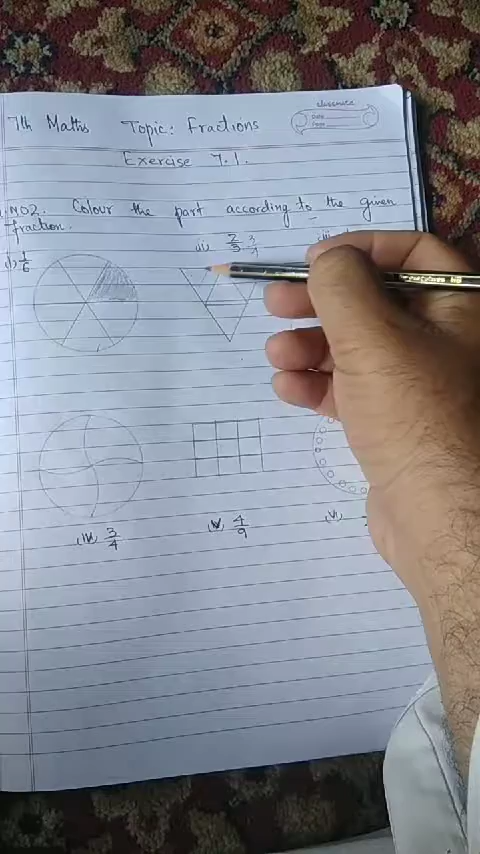 classmate
Date
Page
7th Maths Topic: Fractions
Exercise 7.1.
NO2. Colour the part according to the given
fraction.
(i) 1/6
(ii) 2/3 3/4
(iii)
(iv) 3/4
(v) 4/9
(vi)